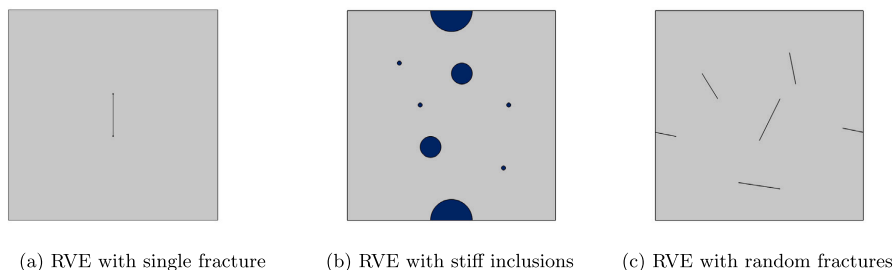 (a) RVE with single fracture
(b) RVE with stiff inclusions
(c) RVE with random fractures